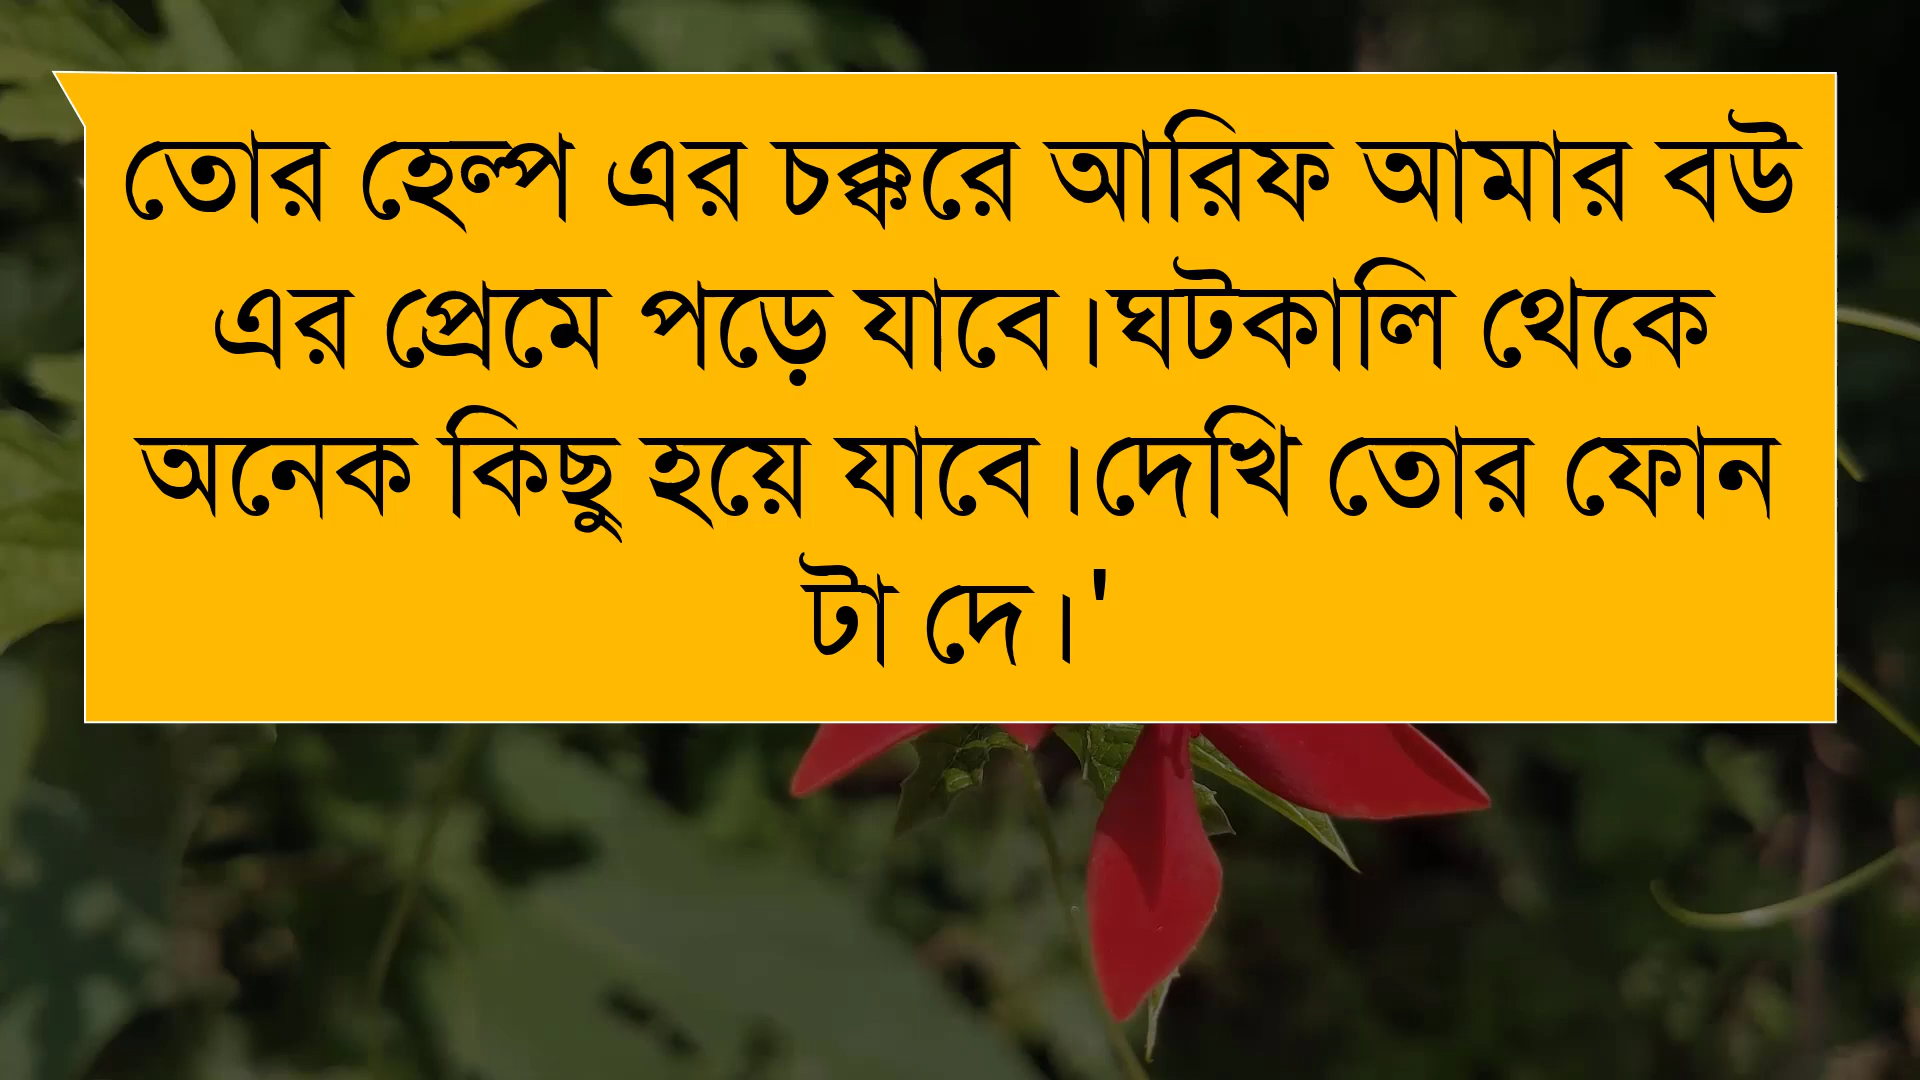 তোর হেল্প এর চক্করে আরিফ আমার বউ
এর প্রেমে পড়ে যাবে।ঘটকালি থেকে
অনেক কিছু হয়ে যাবে।দেখি তোর ফোন
টা দে।'